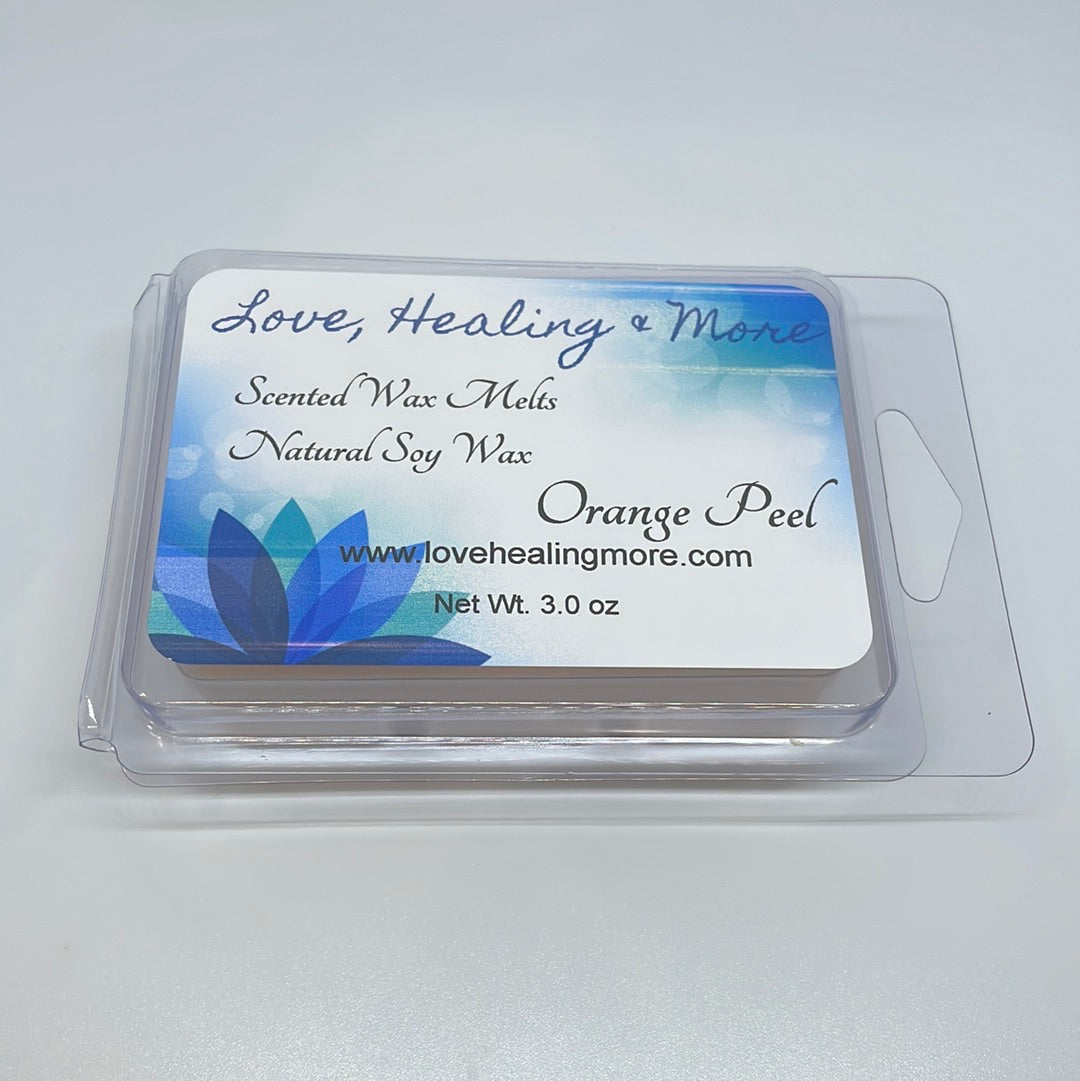 Love, Healing & More
Scented Wax Melts
Natural Soy Wax
Orange Peel
www.lovehealingmore.com
Net Wt. 3.0 oz